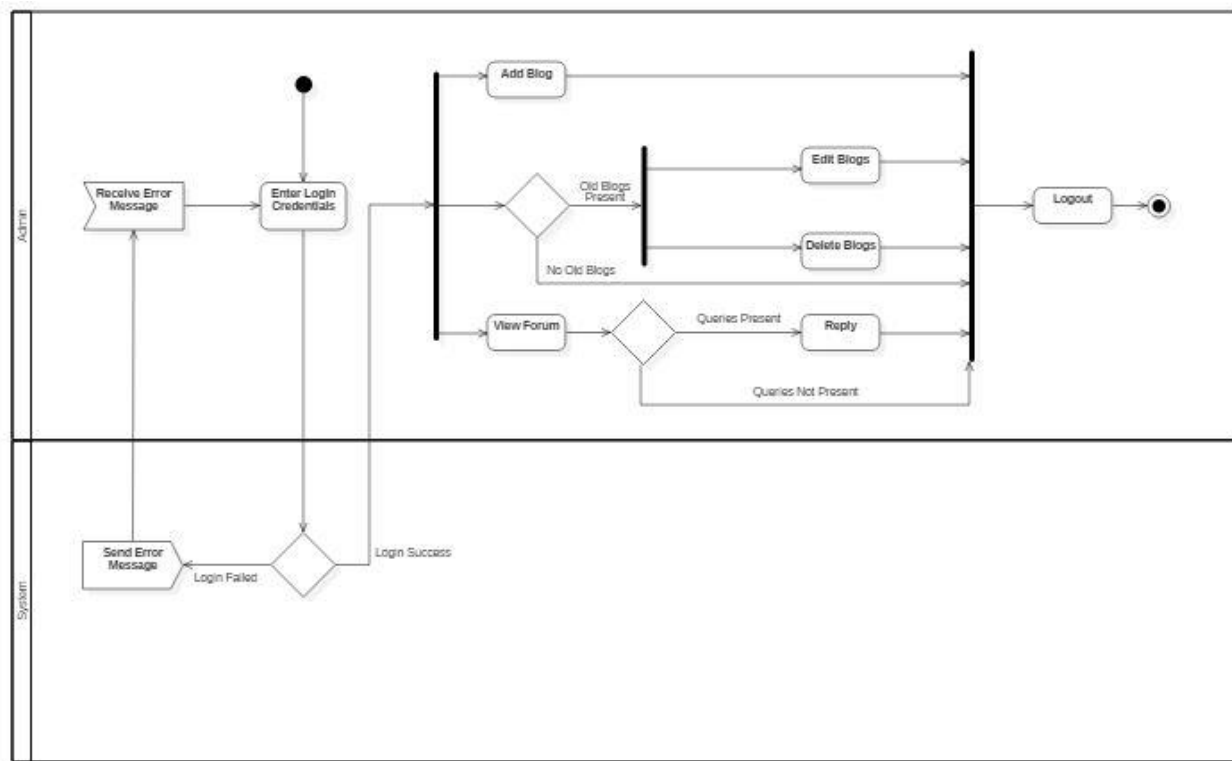 Admin
Add Blog
Receive Error
Message
Enter Login
Credentials
Old Blogs
Present
Edit Blogs
Logout
Delete Blogs
No Old Blogs
View Forum
Queries Present
Reply
Queries Not Present
System
Send Error
Message
Login Failed
Login Success